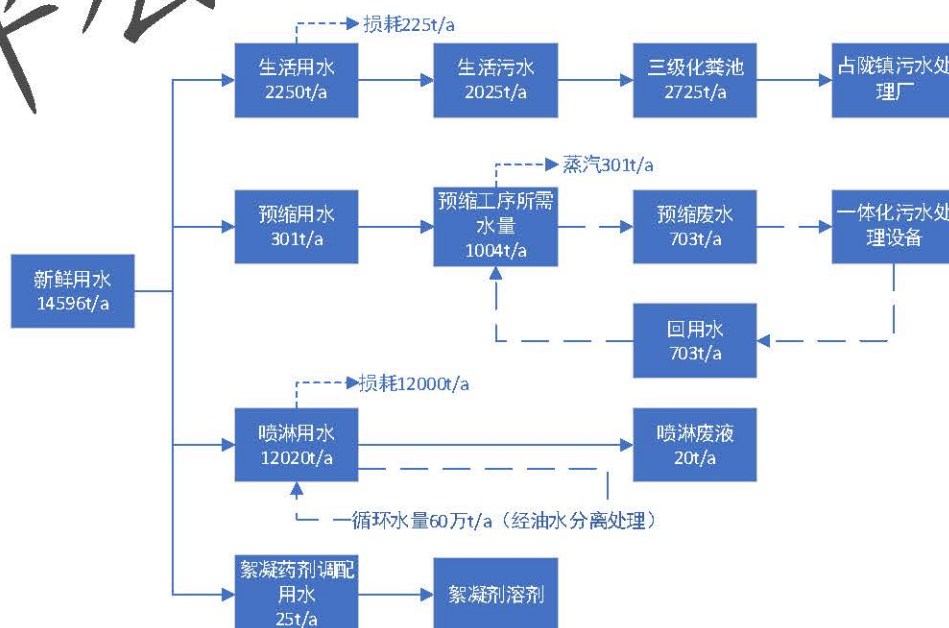 损耗225t/a
生活用水
2250t/a
生活污水
2025t/a
三级化粪池
2725t/a
占陇镇污水处
理厂
蒸汽301t/a
预缩用水
301t/a
预缩工序所需
水量
1004t/a
预缩废水
703t/a
一体化污水处
理设备
新鲜用水
14596t/a
回用水
703t/a
损耗12000t/a
喷淋用水
12020t/a
喷淋废液
20t/a
循环水量60万t/a（经油水分离处理）
絮凝药剂调配
用水
25t/a
絮凝剂溶剂